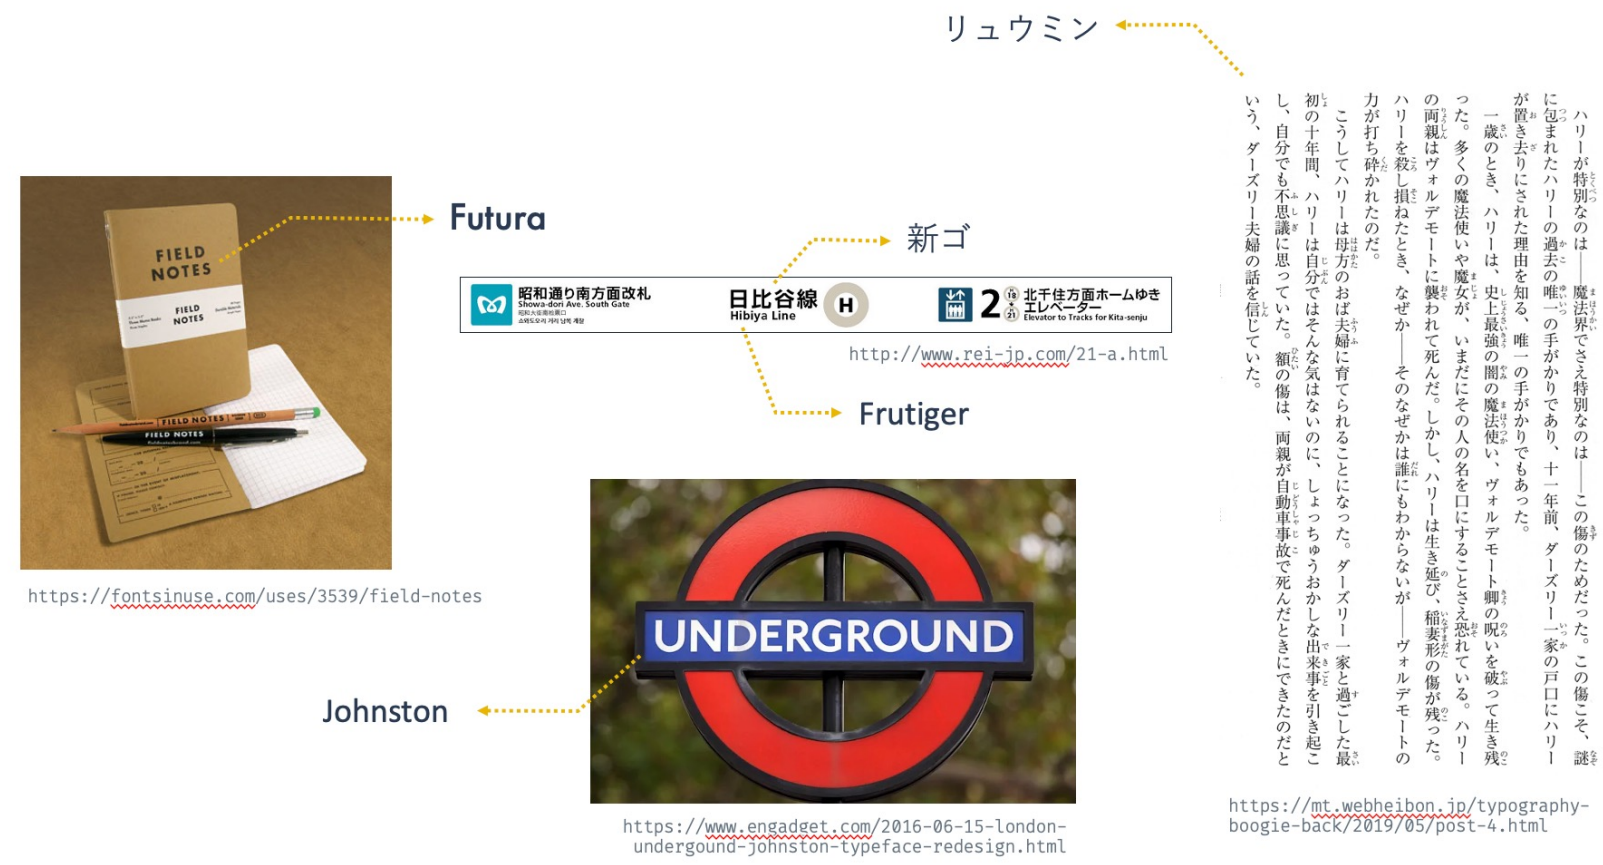 リュウミン
Futura
FIELD
NOTES
FIELD
NOTES
FIELD NOTES
FIELD NOTES
https://fontsinuse.com/uses/3539/field-notes
新ゴ
昭和通り南方面改札
Showa-dori Ave. South Gate
日比谷線
Hibiya Line
H
2
北千住方面ホームゆき
エレベーター
Elevator to Tracks for Kita-senju
http://www.rei-jp.com/21-a.html
Frutiger
UNDERGROUND
Johnston
https://www.engadget.com/2016-06-15-london-
undergound-johnston-typeface-redesign.html
ハリーが特別なのは――魔法界でさえ特別なのは――この傷のためだった。この傷こそ、謎
に包まれたハリーの過去の唯一の手がかりであり、十一年前、ダーズリー一家の戸口にハリー
が置き去りにされた理由を知る、唯一の手がかりでもあった。
一歳のとき、ハリーは、史上最強の闇の魔法使い、ヴォルデモート卿の呪いを破って生き残
った。多くの魔法使いや魔女が、いまだにその人の名を口にすることさえ恐れている。ハリー
の両親はヴォルデモートに襲われて死んだ。しかし、ハリーは生き延び、稲妻形の傷が残った。
ハリーを殺し損ねたとき、なぜか――そのなぜかは誰にもわからないが――ヴォルデモートの
力が打ち砕かれたのだ。
こうしてハリーは母方のおば夫婦に育てられることになった。ダーズリー一家と過ごした最
初の十年間、ハリーは自分ではそんな気はないのに、しょっちゅうおかしな出来事を引き起こ
し、自分でも不思議に思っていた。額の傷は、両親が自動車事故で死んだときにできたのだと
いう、ダーズリー夫婦の話を信じていた。
https://mt.webheibon.jp/typography-
boogie-back/2019/05/post-4.html